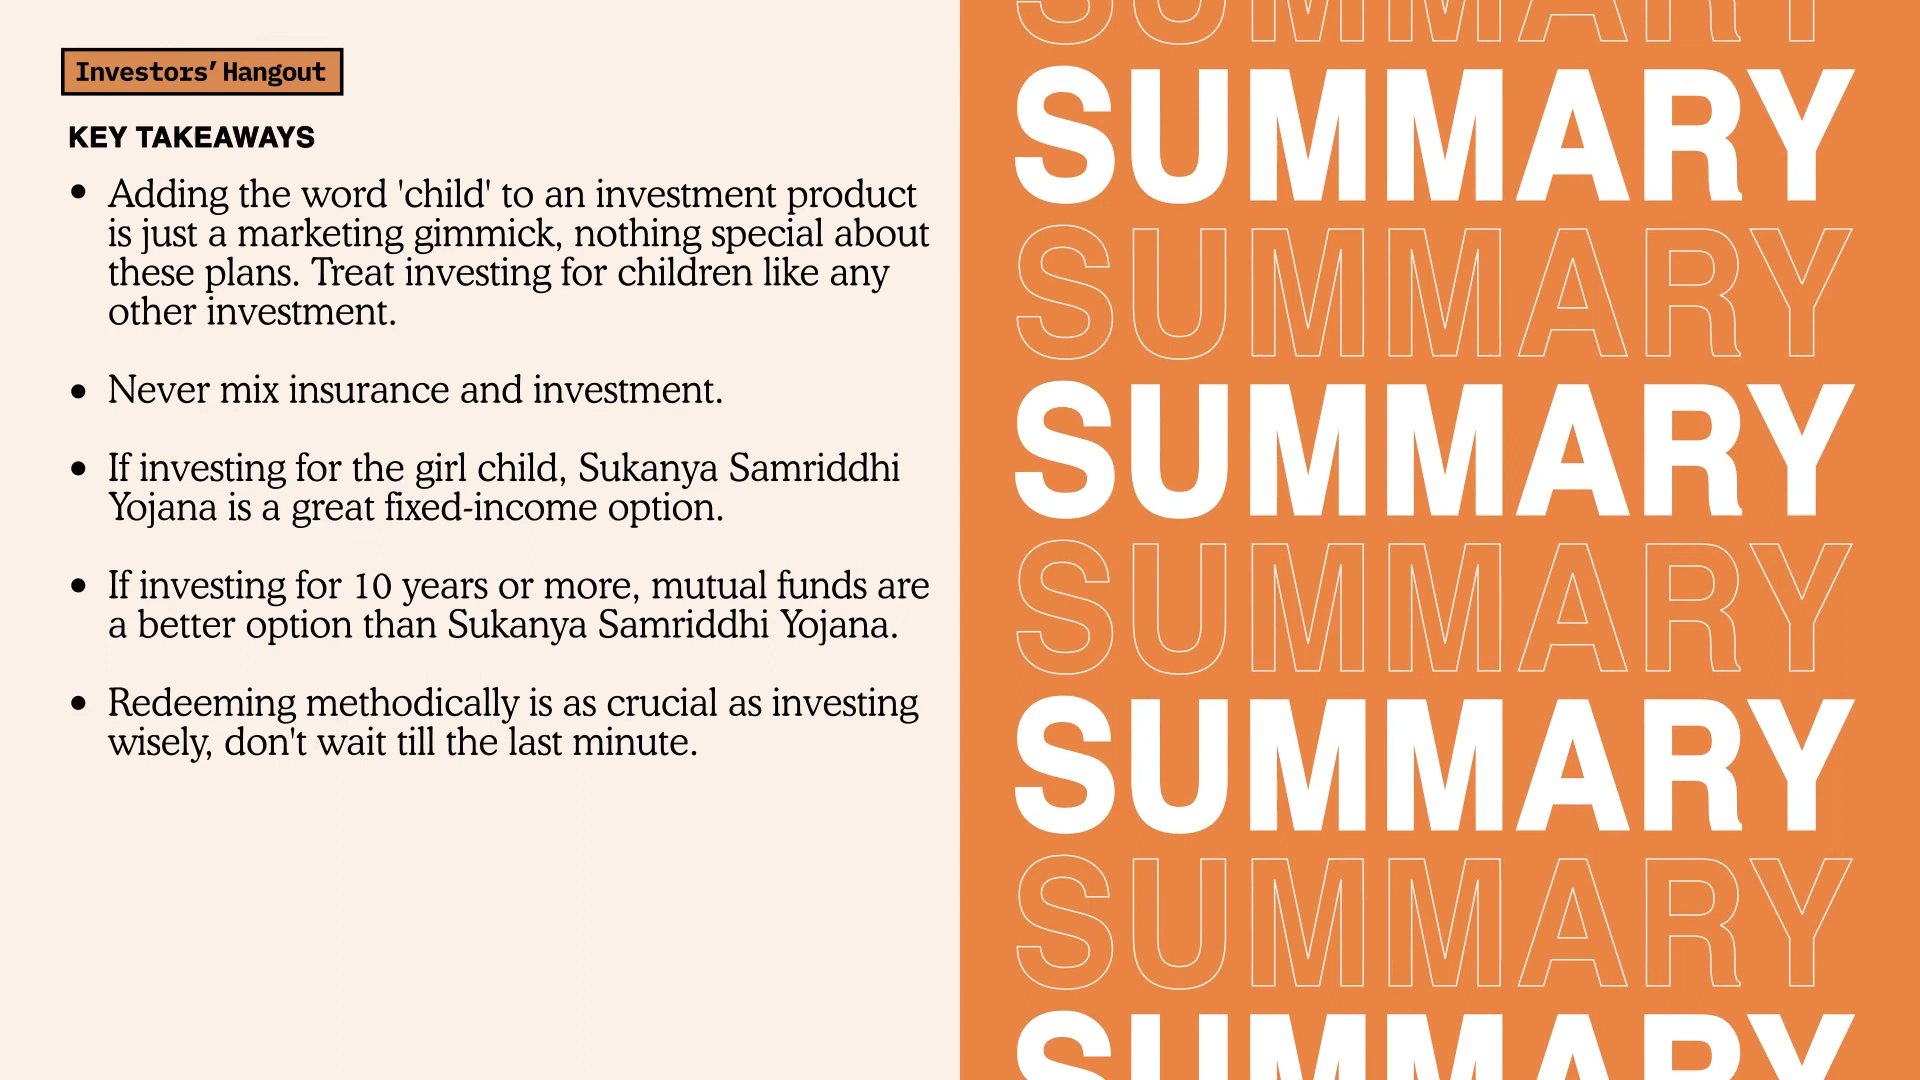 Investors’ Hangout
KEY TAKEAWAYS
• Adding the word 'child' to an investment product
is just a marketing gimmick, nothing special about
these plans. Treat investing for children like any
other investment.
• Never mix insurance and investment.
• If investing for the girl child, Sukanya Samriddhi
Yojana is a great fixed-income option.
• If investing for 10 years or more, mutual funds are
a better option than Sukanya Samriddhi Yojana.
• Redeeming methodically is as crucial as investing
wisely, don't wait till the last minute.
SUMMARY
SUMMARY
SUMMARY
SUMMARY
SUMMARY
SUMMARY
SUMMARY
SUMMARY